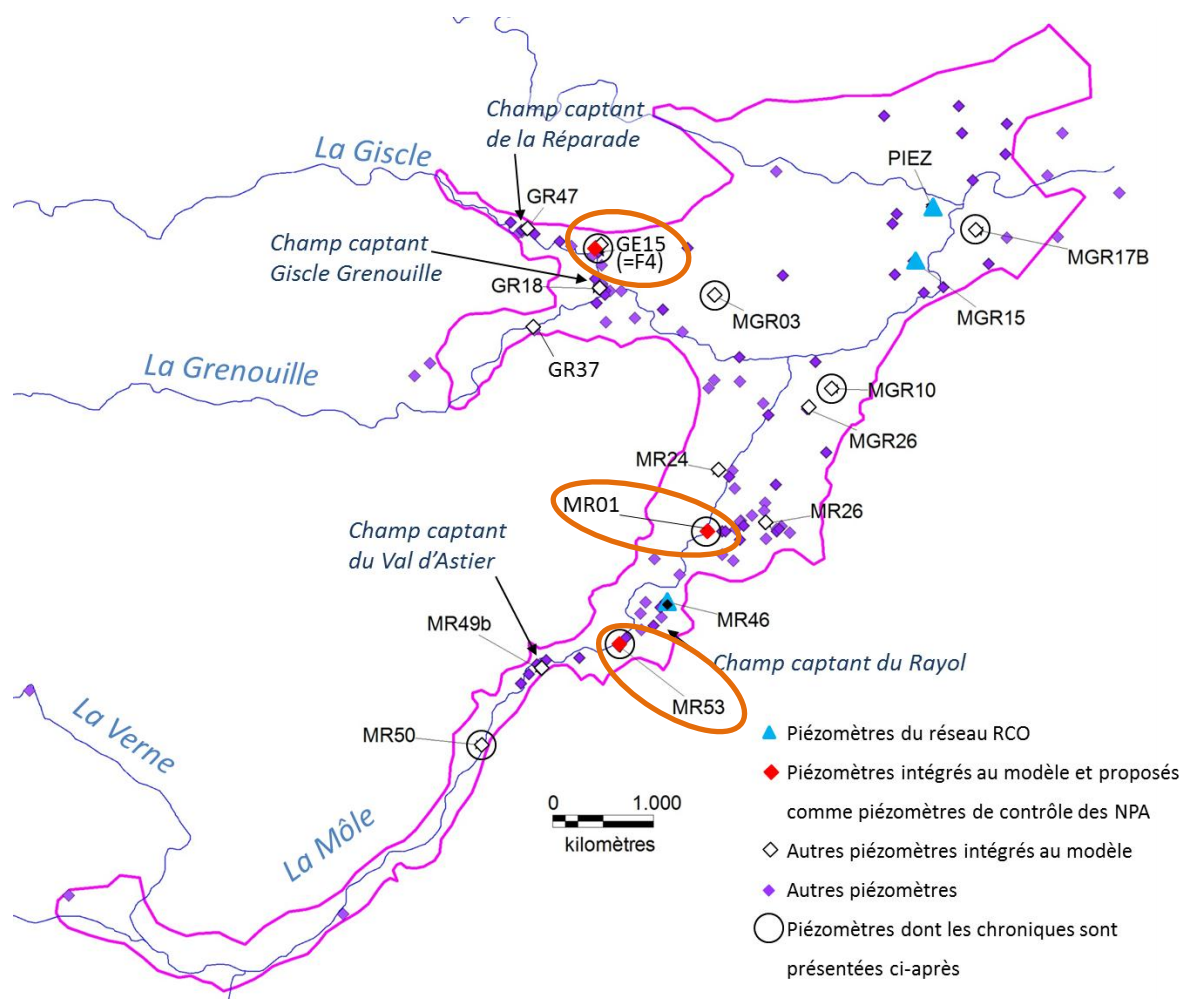 Champ captant
de la Réparade
La Giscle
PIEZ
GR47
Champ captant
Giscle Grenouille
GE15
(=F4)
MGR17B
GR18
MGR03
MGR15
GR37
La Grenouille
MGR10
MGR26
MR24
MR01
MR26
Champ captant
du Val d'Astier
MR49b
MR46
Champ captant du Rayol
MR53
La Verne
MR50
La Môle
0 1.000
kilomètres
Piézomètres du réseau RCO
Piézomètres intégrés au modèle et proposés
comme piézomètres de contrôle des NPA
Autres piézomètres intégrés au modèle
Autres piézomètres
Piézomètres dont les chroniques sont
présentées ci-après